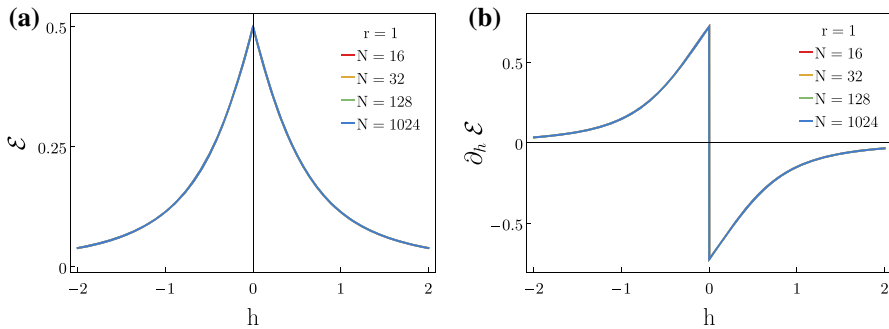 (a)
0.5
0.25
0
ℰ
r = 1
N = 16
N = 32
N = 128
N = 1024
−2
−1
0
1
2
h
(b)
0.5
0
−0.5
∂ₕ ℰ
r = 1
N = 16
N = 32
N = 128
N = 1024
−2
−1
0
1
2
h